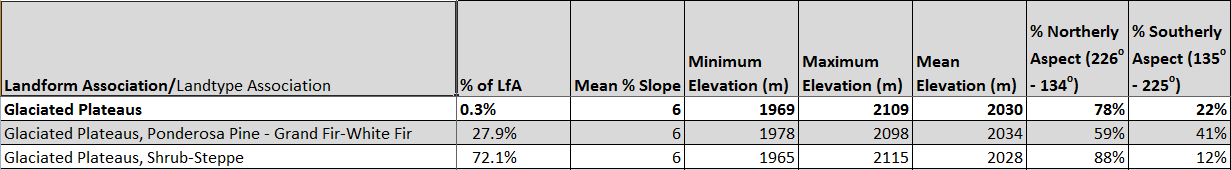 Landform Association/Landtype Association % of LfA Mean % Slope Minimum Elevation (m) Maximum Elevation (m) Mean Elevation (m) % Northerly Aspect (226° - 134°) % Southerly Aspect (135° - 225°)
Glaciated Plateaus 0.3% 6 1969 2109 2030 78% 22%
Glaciated Plateaus, Ponderosa Pine - Grand Fir-White Fir 27.9% 6 1978 2098 2034 59% 41%
Glaciated Plateaus, Shrub-Steppe 72.1% 6 1965 2115 2028 88% 12%